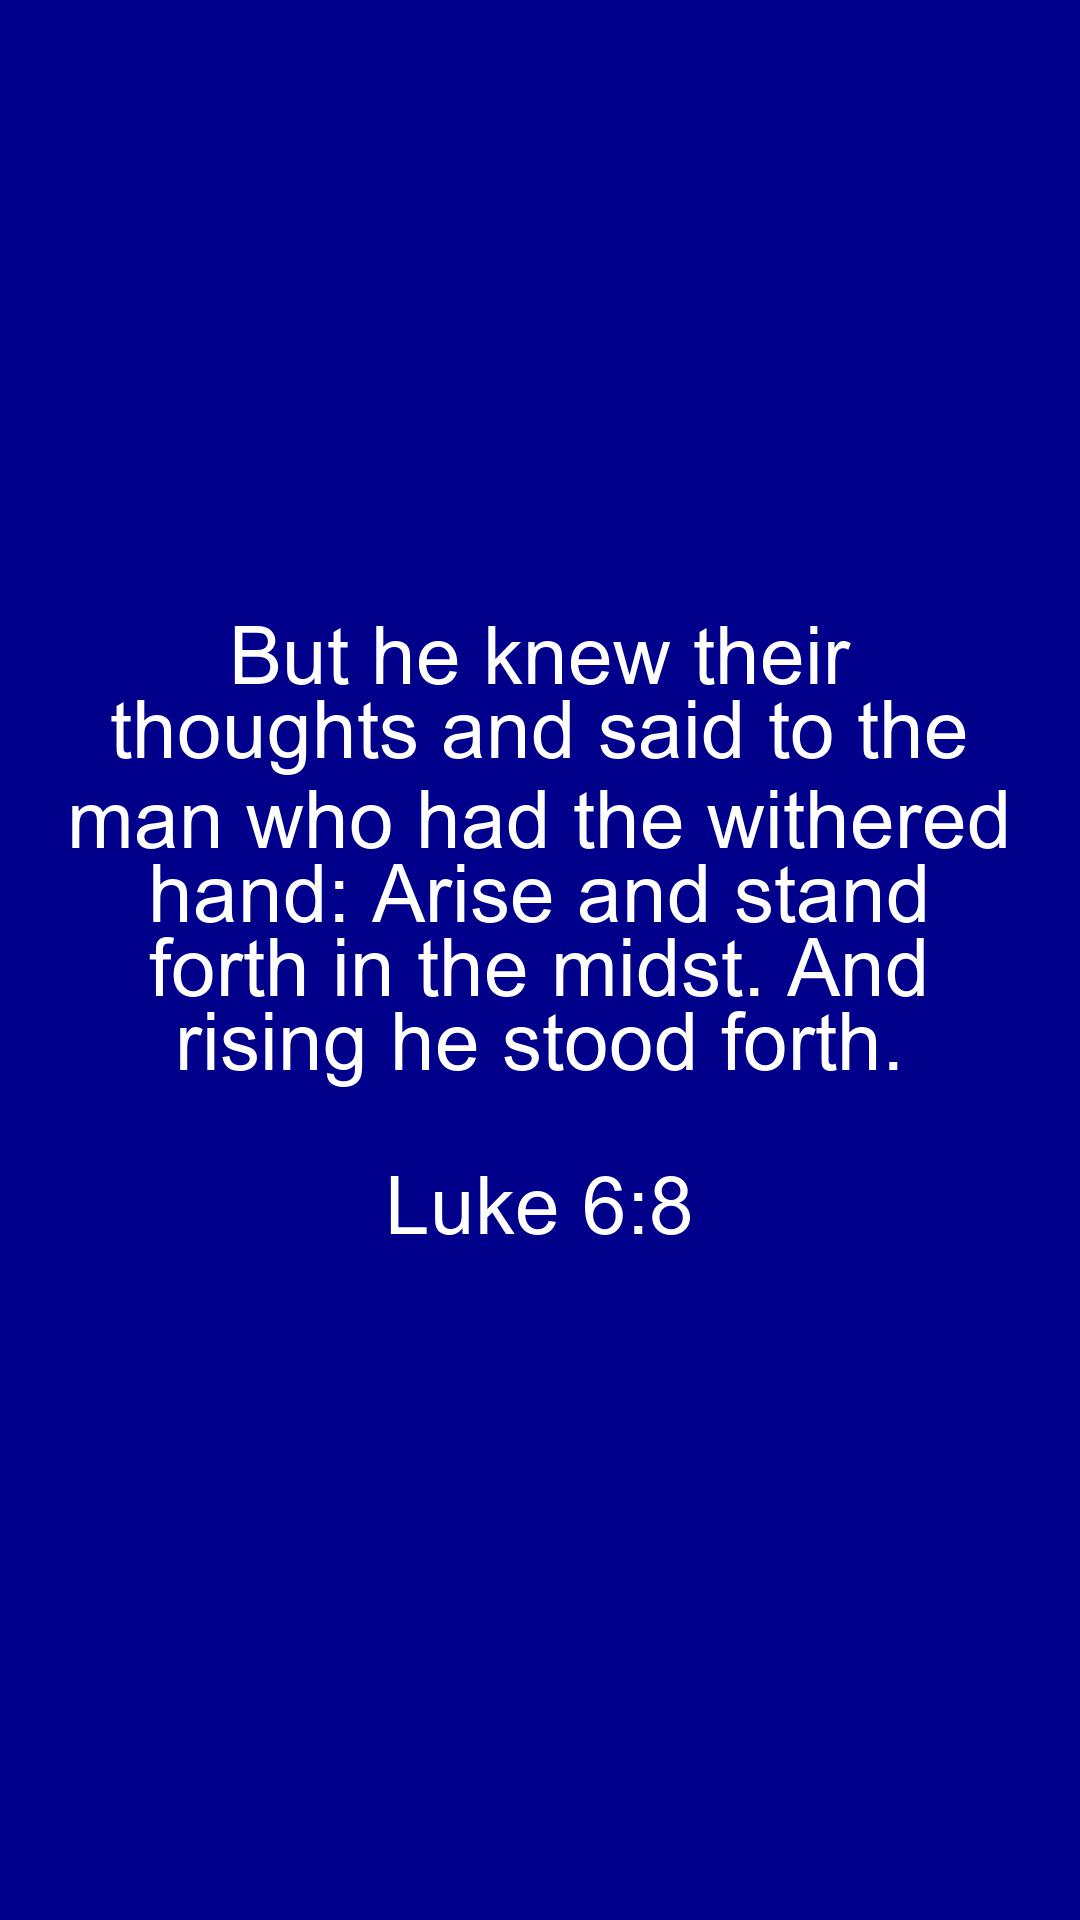 But he knew their
thoughts and said to the
man who had the withered
hand: Arise and stand
forth in the midst. And
rising he stood forth.
Luke 6:8